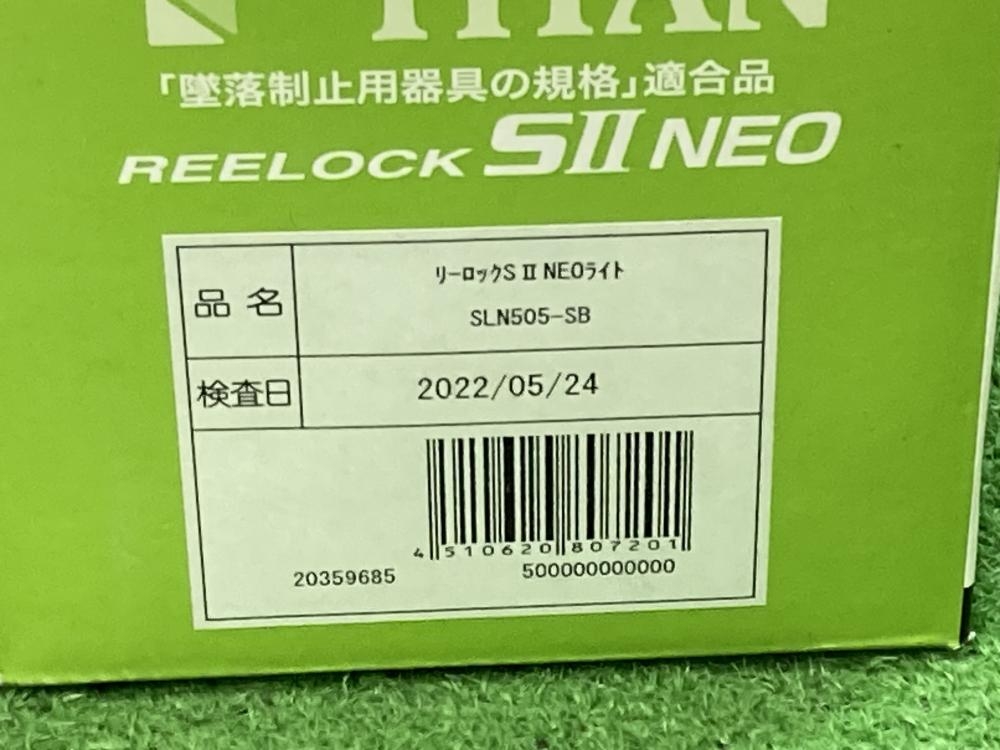 TITAN
「墜落制止用器具の規格」適合品
REELOCK SII NEO
品名
ﾘｰﾛｯｸS Ⅱ NEOﾗｲﾄ
SLN505-SB
検査日
2022/05/24
4 510620 807201
20359685
500000000000